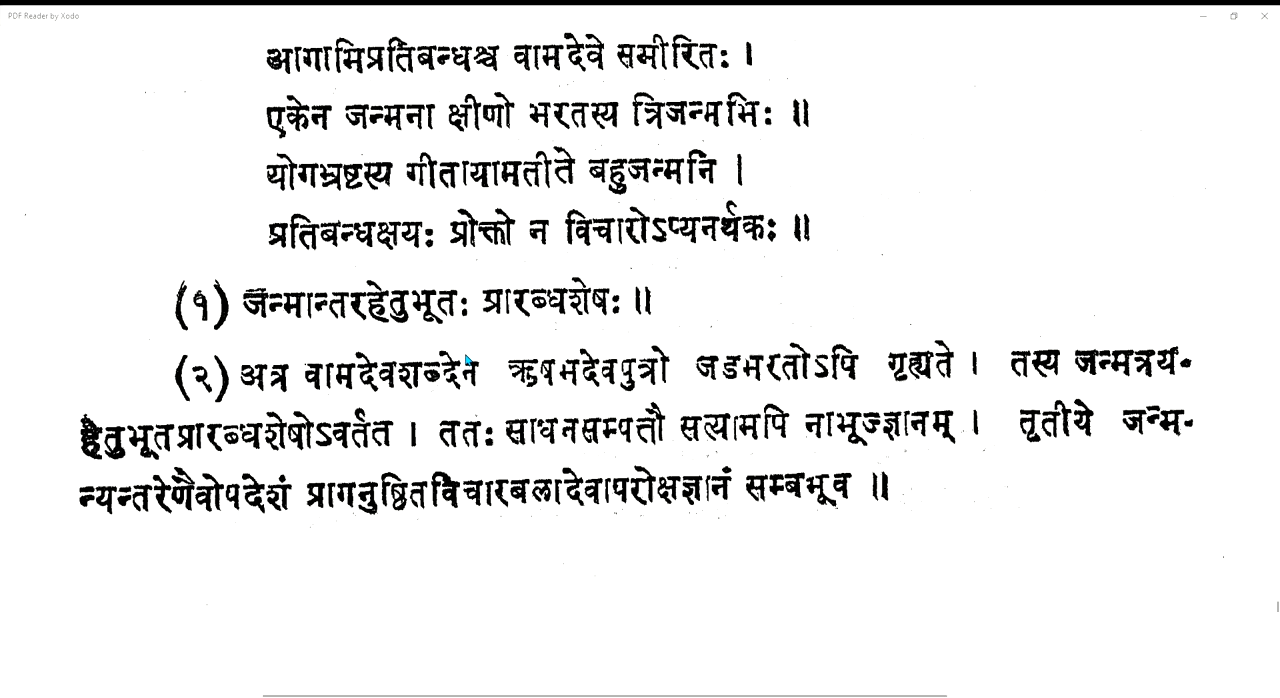 PDF Reader by Xodo
आगामिप्रतिबन्धश्च वामदेवे समीरितः ।
एकेन जन्मना क्षीणो भरतस्य त्रिजन्मभिः ॥
योगभ्रष्टस्य गीतायामतीते बहुजन्मनि ।
प्रतिबन्धक्षयः प्रोक्तो न विचारोऽप्यनर्थकः ॥
(१) जन्मान्तरहेतुभूतः प्रारब्धशेषः ॥
(२) अत्र वामदेवशब्देन ऋषभदेवपुत्रो जडभरतोऽपि गृह्यते । तस्य जन्मत्रय-
हेतुभूतप्रारब्धशेषोऽवर्तत । ततः साधनसम्पतौ सत्यामपि नाभूज्ज्ञानम् । तृतीये जन्म-
न्यन्तरेणैवोपदेशं प्रागनुष्ठितविचारबलादेवापरोक्षज्ञानं सम्बभूव ॥